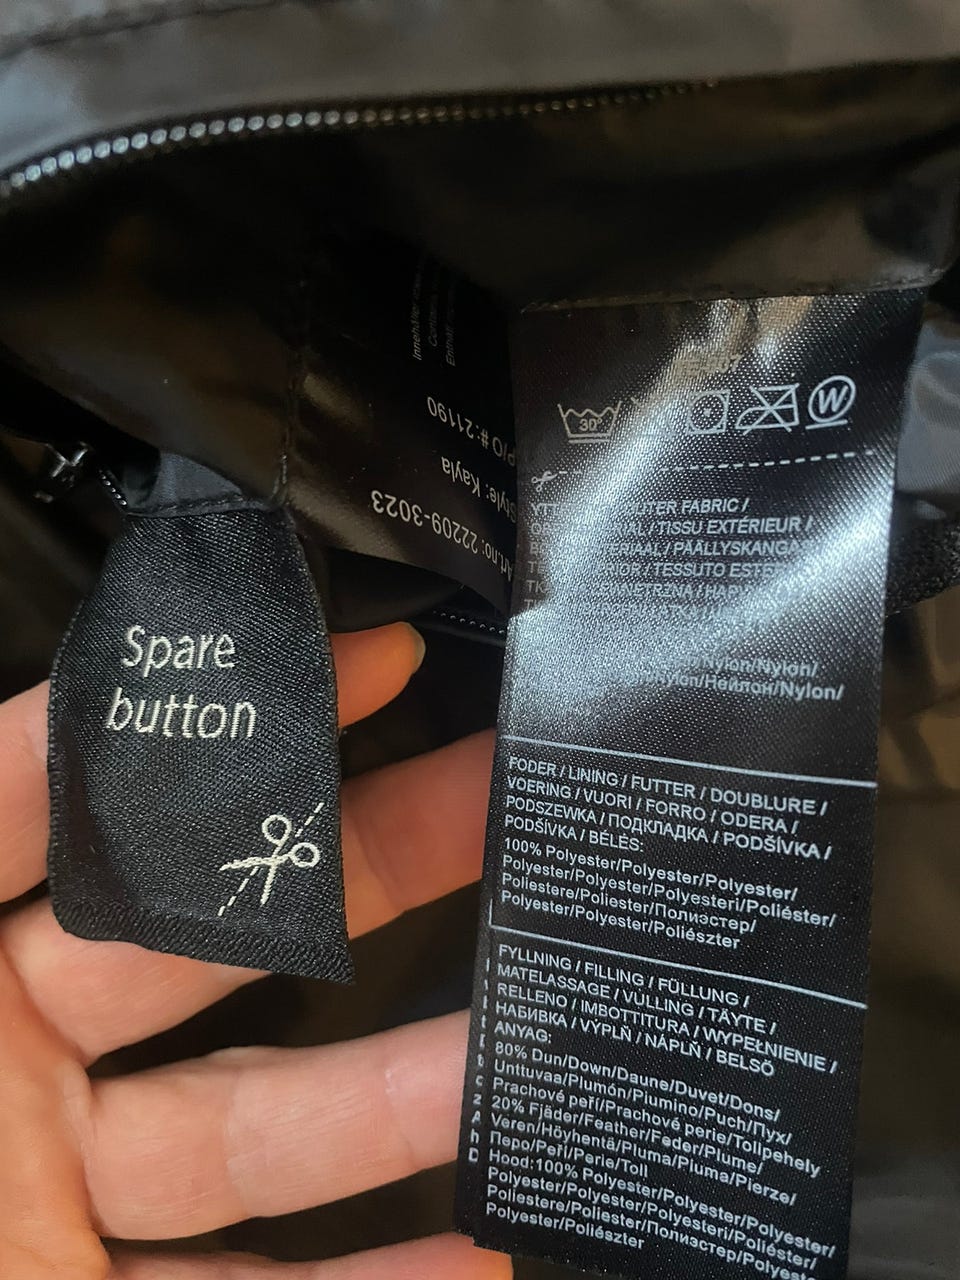 Spare
button
Art.no: 22209-3023
Style: Kayla
P/O #: 21190
30°
W
OUTER FABRIC /
/ TISSU EXTÉRIEUR /
/ PÄÄLLYSKANGAS
/ TESSUTO
/Nylon/Nylon/
/Nylon/Нейлон/Nylon/
FODER / LINING / FUTTER / DOUBLURE /
VOERING / VUORI / FORRO / ODERA /
PODSZEWKA / ПОДКЛАДКА / PODŠÍVKA /
PODŠÍVKA / BÉLÉS:
100% Polyester/Polyester/Polyester/
Polyester/Polyester/Polyesteri/Poliéster/
Poliestere/Poliester/Полиэстер/
Polyester/Polyester/Poliészter
FYLLNING / FILLING / FÜLLUNG /
MATELASSAGE / VULLING / TÄYTE /
RELLENO / IMBOTTITURA / WYPEŁNIENIE /
НАБИВКА / VÝPLŇ / NÁPLŇ / BELSŐ
ANYAG:
80% Dun/Down/Daune/Duvet/Dons/
Unttuvaa/Plumón/Piumino/Puch/Пух/
Prachové peří/Prachové perie/Tollpehely
20% Fjäder/Feather/Feder/Plume/
Veren/Höyhentä/Pluma/Piuma/Pierze/
Перо/Peří/Perie/Toll
Hood:100% Polyester/Polyester/Polyester/
Polyester/Polyester/Polyesteri/Poliéster/
Poliestere/Poliester/Полиэстер/Polyester/
Polyester/Poliészter